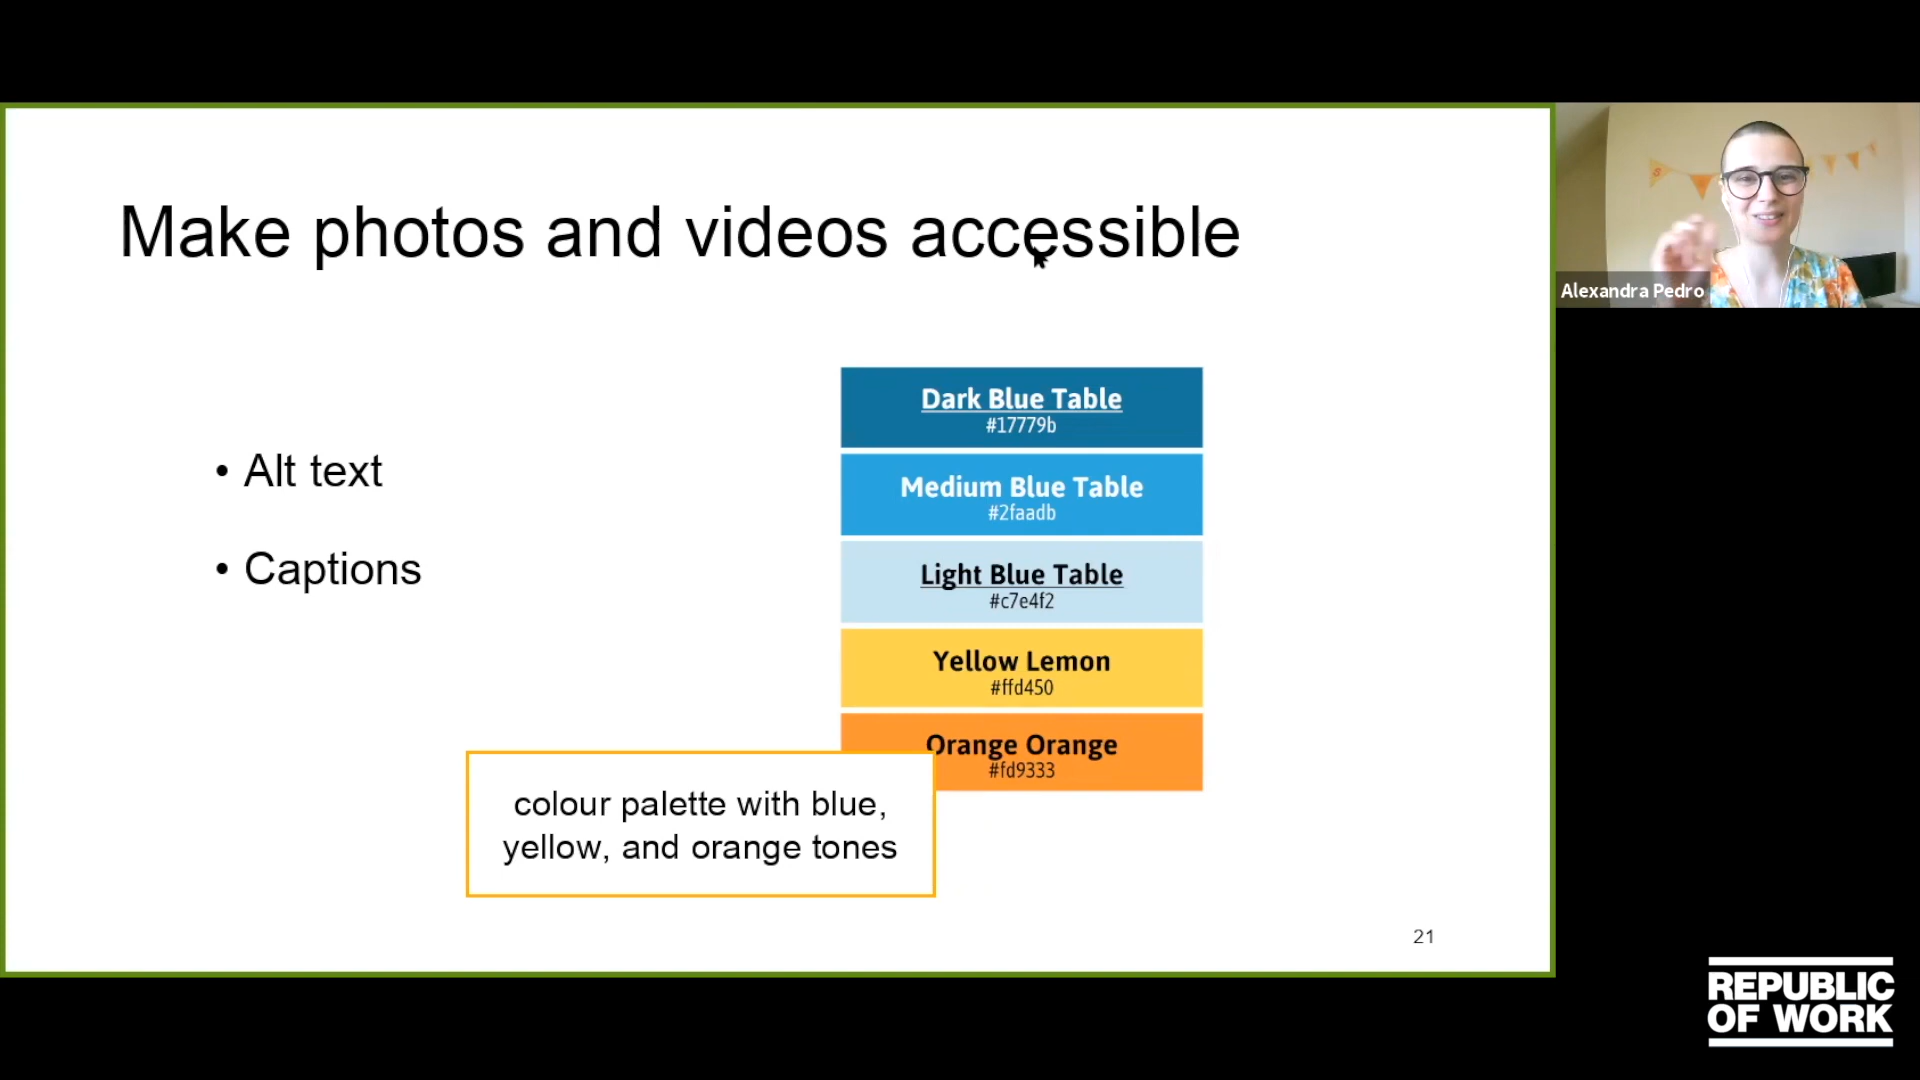 Make photos and videos accessible
• Alt text
• Captions
Dark Blue Table
#17779b
Medium Blue Table
#2faadb
Light Blue Table
#c7e4f2
Yellow Lemon
#ffd450
Orange Orange
#fd9333
colour palette with blue,
yellow, and orange tones
21
Alexandra Pedro
REPUBLIC
OF WORK